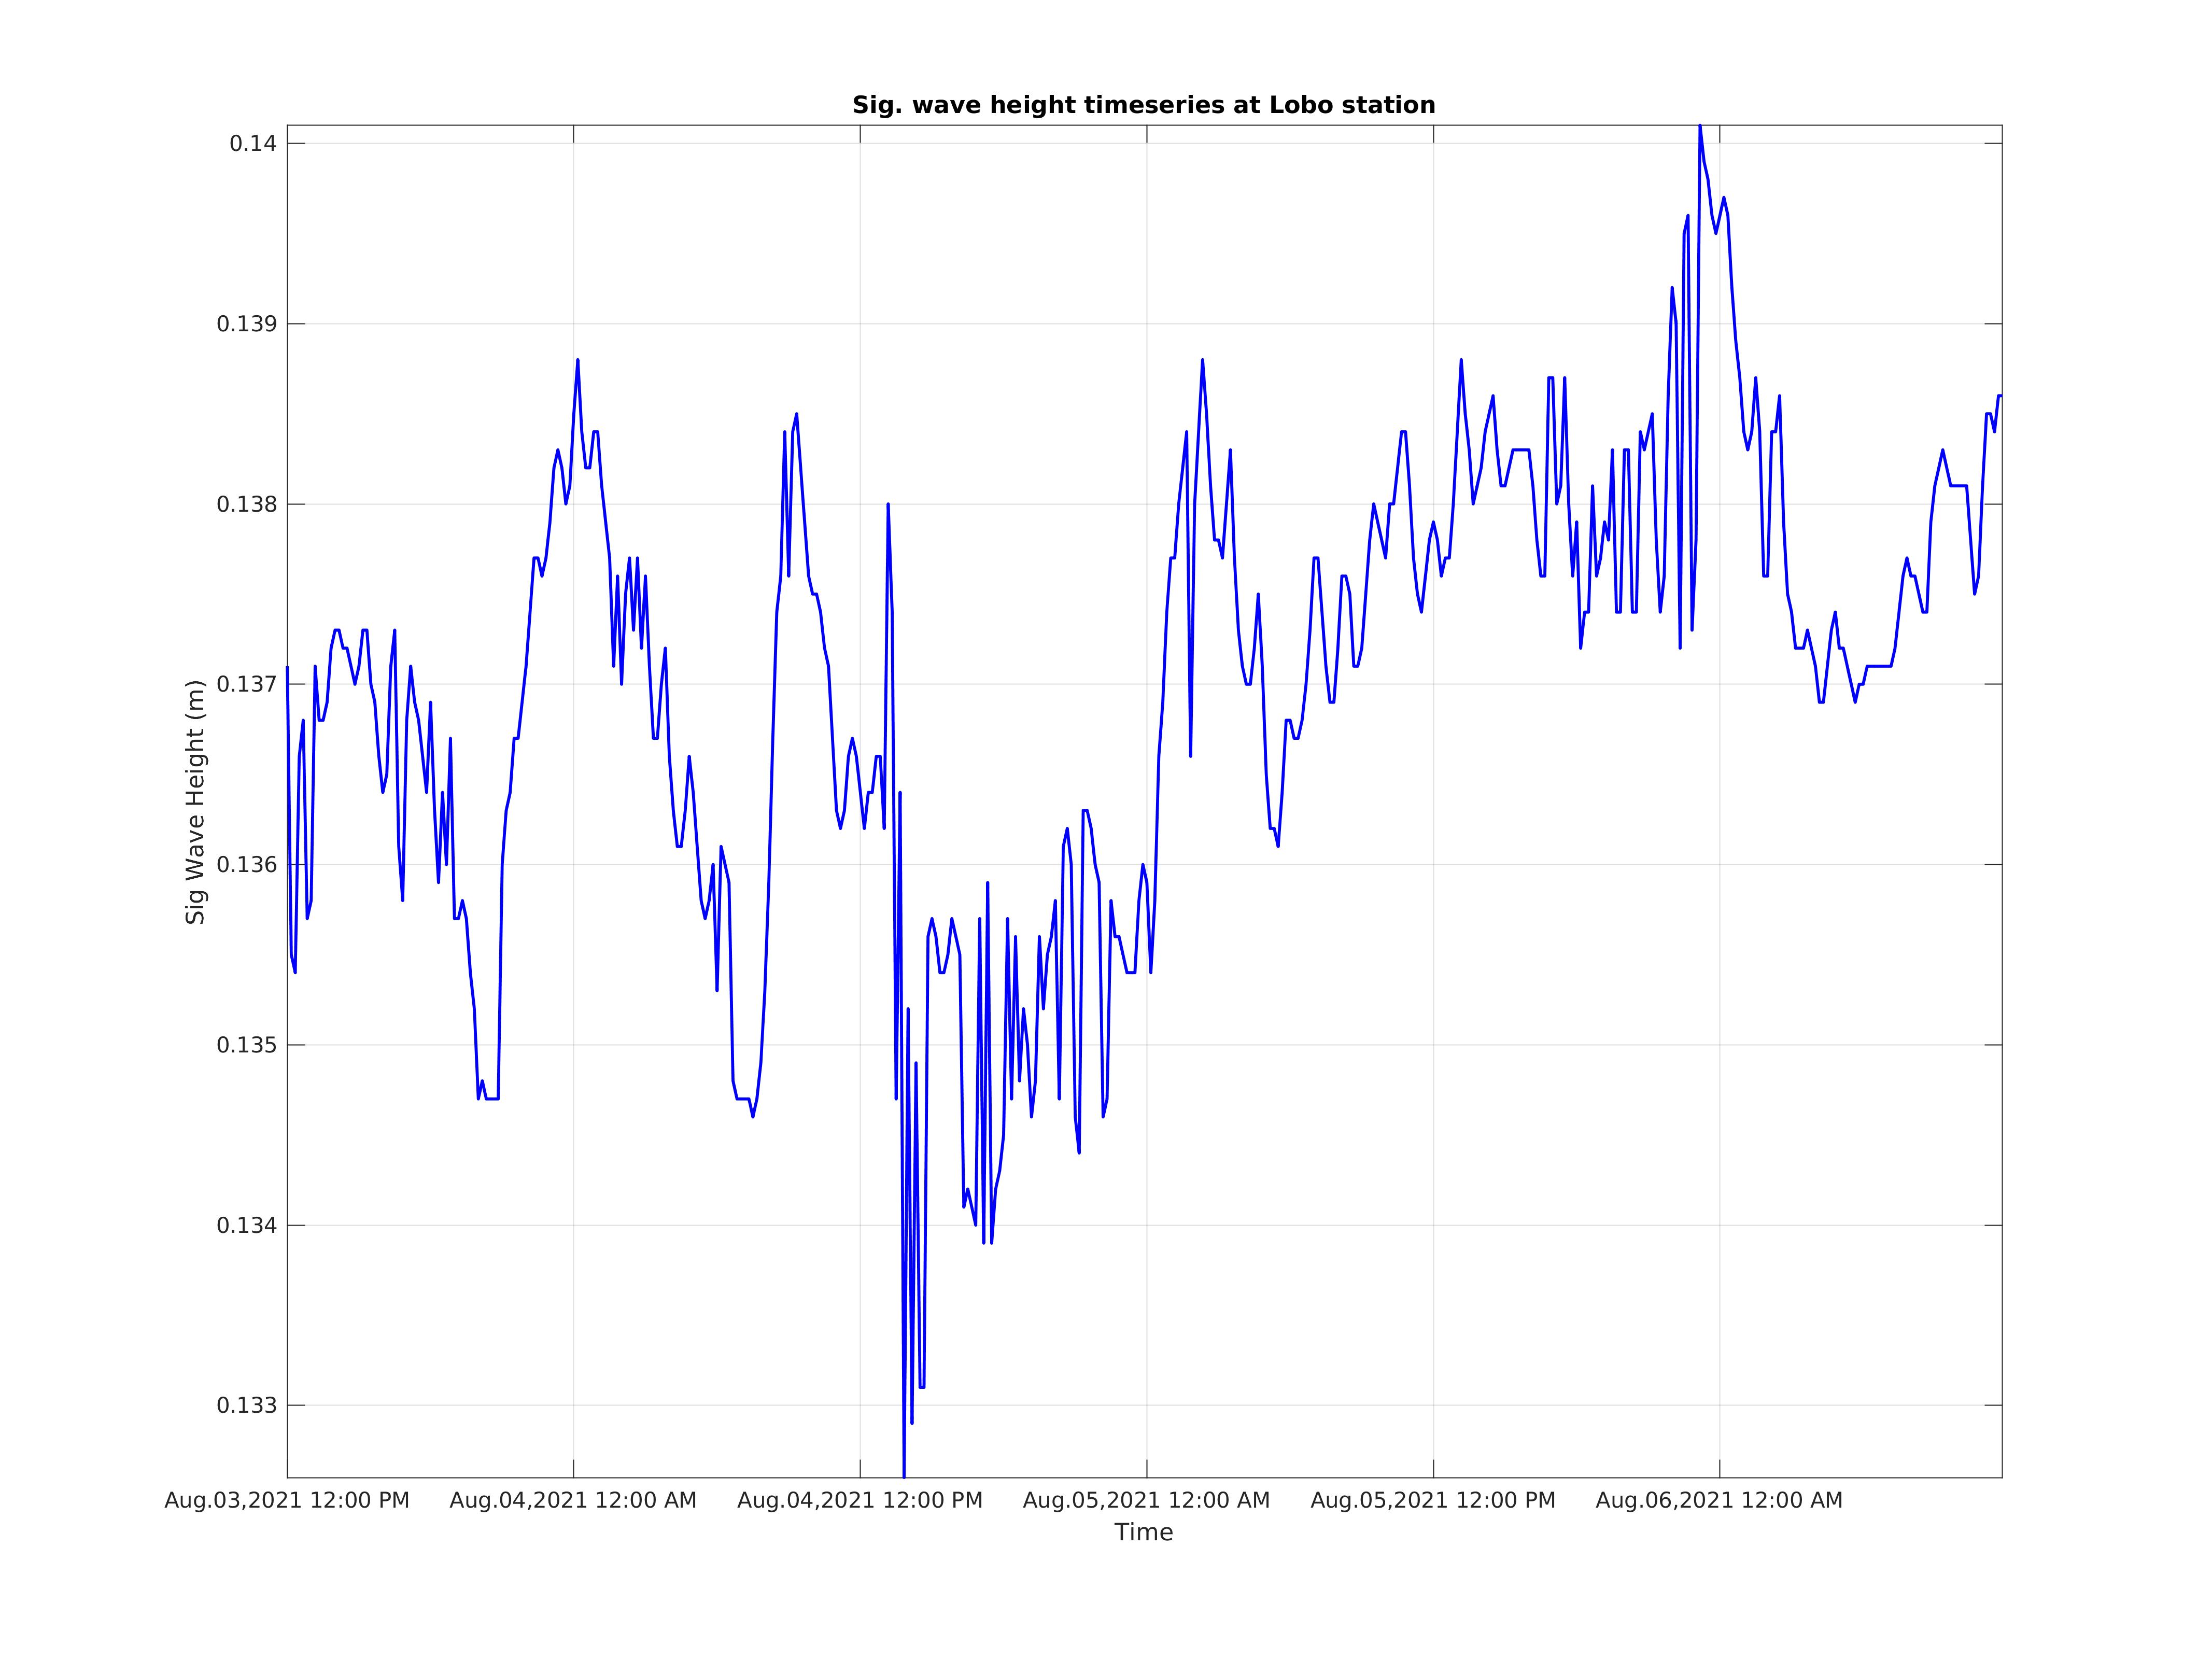 Sig. wave height timeseries at Lobo station
0.14
0.139
0.138
0.137
0.136
0.135
0.134
0.133
Sig Wave Height (m)
Aug.03,2021 12:00 PM
Aug.04,2021 12:00 AM
Aug.04,2021 12:00 PM
Aug.05,2021 12:00 AM
Aug.05,2021 12:00 PM
Aug.06,2021 12:00 AM
Time